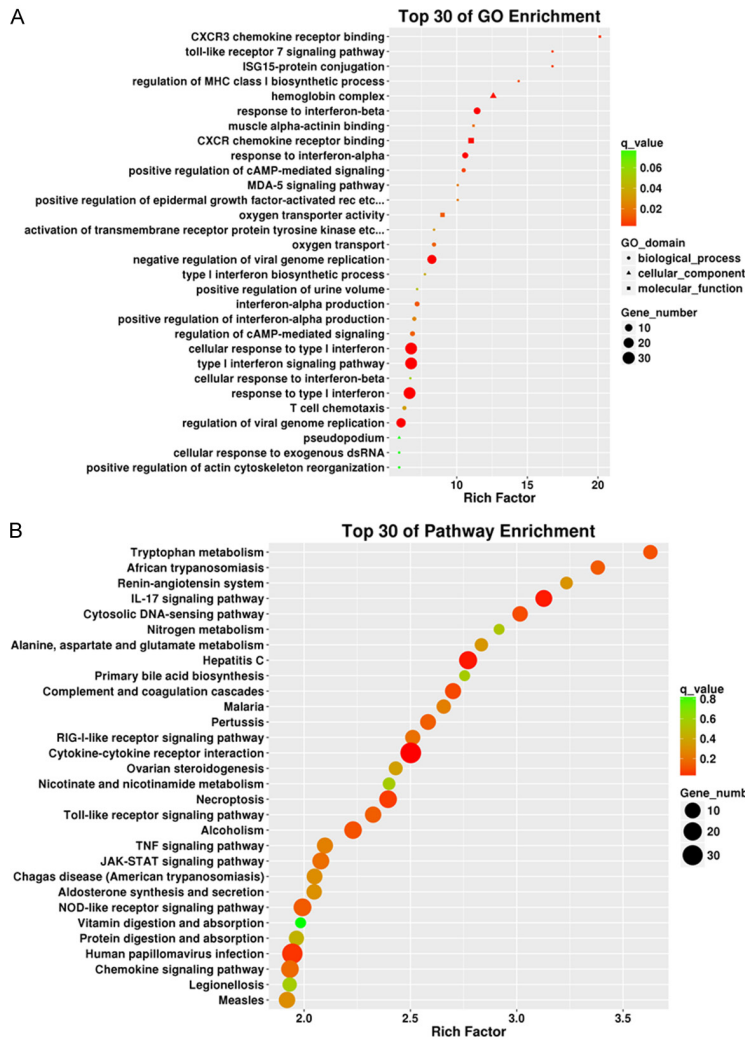 A
Top 30 of GO Enrichment
CXCR3 chemokine receptor binding
toll-like receptor 7 signaling pathway
ISG15-protein conjugation
regulation of MHC class I biosynthetic process
hemoglobin complex
response to interferon-beta
muscle alpha-actinin binding
CXCR chemokine receptor binding
response to interferon-alpha
positive regulation of cAMP-mediated signaling
MDA-5 signaling pathway
positive regulation of epidermal growth factor-activated rec etc...
oxygen transporter activity
activation of transmembrane receptor protein tyrosine kinase etc...
oxygen transport
negative regulation of viral genome replication
type I interferon biosynthetic process
positive regulation of urine volume
interferon-alpha production
positive regulation of interferon-alpha production
regulation of cAMP-mediated signaling
cellular response to type I interferon
type I interferon signaling pathway
cellular response to interferon-beta
response to type I interferon
T cell chemotaxis
regulation of viral genome replication
pseudopodium
cellular response to exogenous dsRNA
positive regulation of actin cytoskeleton reorganization
10 15 20
Rich Factor
q_value
0.06
0.04
0.02
GO_domain
biological_process
cellular_component
molecular_function
Gene_number
10
20
30
B
Top 30 of Pathway Enrichment
Tryptophan metabolism
African trypanosomiasis
Renin-angiotensin system
IL-17 signaling pathway
Cytosolic DNA-sensing pathway
Nitrogen metabolism
Alanine, aspartate and glutamate metabolism
Hepatitis C
Primary bile acid biosynthesis
Complement and coagulation cascades
Malaria
Pertussis
RIG-I-like receptor signaling pathway
Cytokine-cytokine receptor interaction
Ovarian steroidogenesis
Nicotinate and nicotinamide metabolism
Necroptosis
Toll-like receptor signaling pathway
Alcoholism
TNF signaling pathway
JAK-STAT signaling pathway
Chagas disease (American trypanosomiasis)
Aldosterone synthesis and secretion
NOD-like receptor signaling pathway
Vitamin digestion and absorption
Protein digestion and absorption
Human papillomavirus infection
Chemokine signaling pathway
Legionellosis
Measles
2.0 2.5 3.0 3.5
Rich Factor
q_value
0.8
0.6
0.4
0.2
Gene_numb
10
20
30